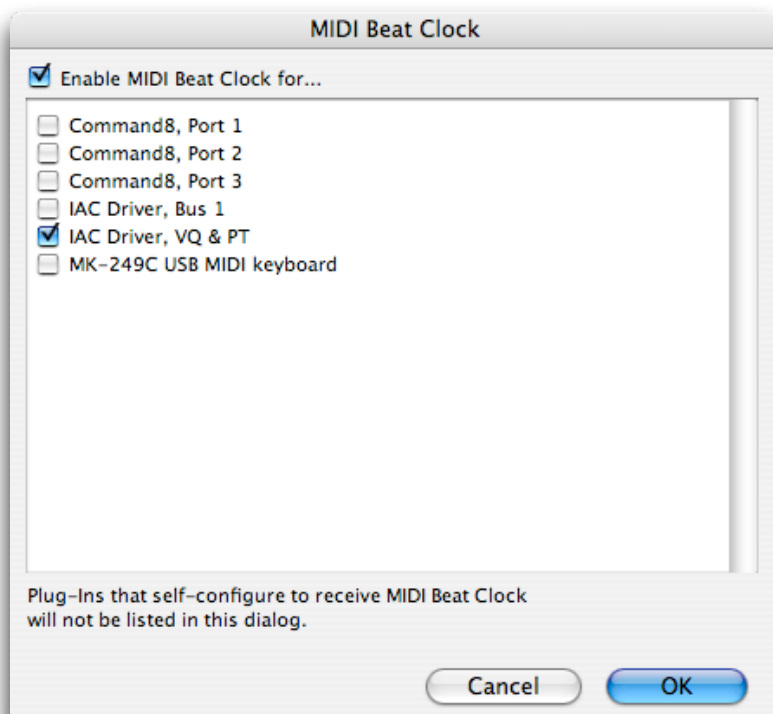 MIDI Beat Clock
Enable MIDI Beat Clock for...
Command8, Port 1
Command8, Port 2
Command8, Port 3
IAC Driver, Bus 1
IAC Driver, VQ & PT
MK-249C USB MIDI keyboard
Plug-Ins that self-configure to receive MIDI Beat Clock
will not be listed in this dialog.
Cancel OK